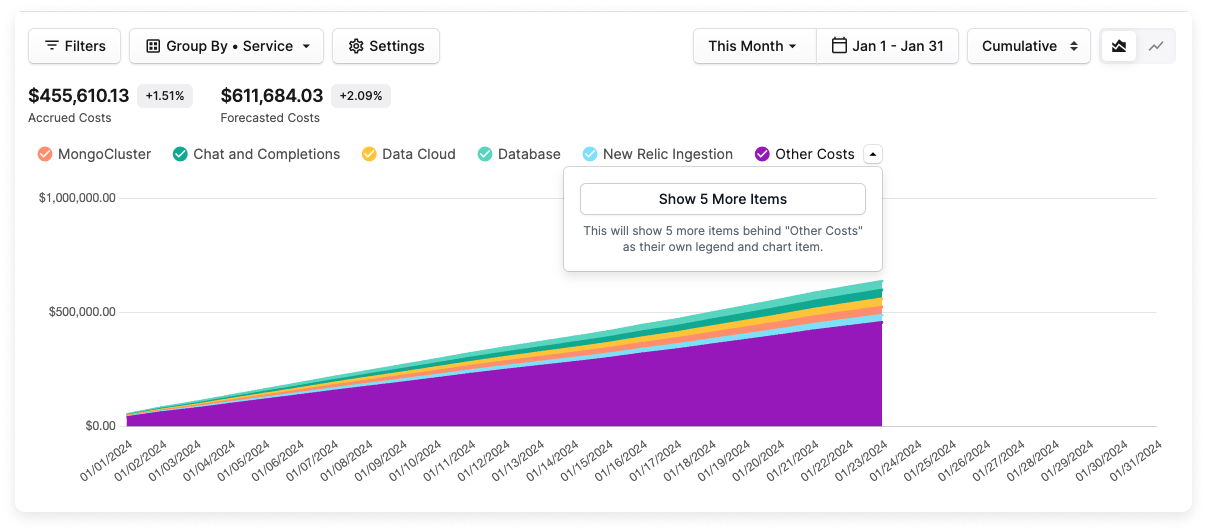 Filters Group By • Service Settings This Month Jan 1 - Jan 31 Cumulative
$455,610.13 +1.51% $611,684.03 +2.09%
Accrued Costs Forecasted Costs
MongoCluster Chat and Completions Data Cloud Database New Relic Ingestion Other Costs
Show 5 More Items
This will show 5 more items behind "Other Costs"
as their own legend and chart item.
$1,000,000.00
$500,000.00
$0.00
01/01/2024 01/02/2024 01/03/2024 01/04/2024 01/05/2024 01/06/2024 01/07/2024 01/08/2024 01/09/2024 01/10/2024 01/11/2024 01/12/2024 01/13/2024 01/14/2024 01/15/2024 01/16/2024 01/17/2024 01/18/2024 01/19/2024 01/20/2024 01/21/2024 01/22/2024 01/23/2024 01/24/2024 01/25/2024 01/26/2024 01/27/2024 01/28/2024 01/29/2024 01/30/2024 01/31/2024